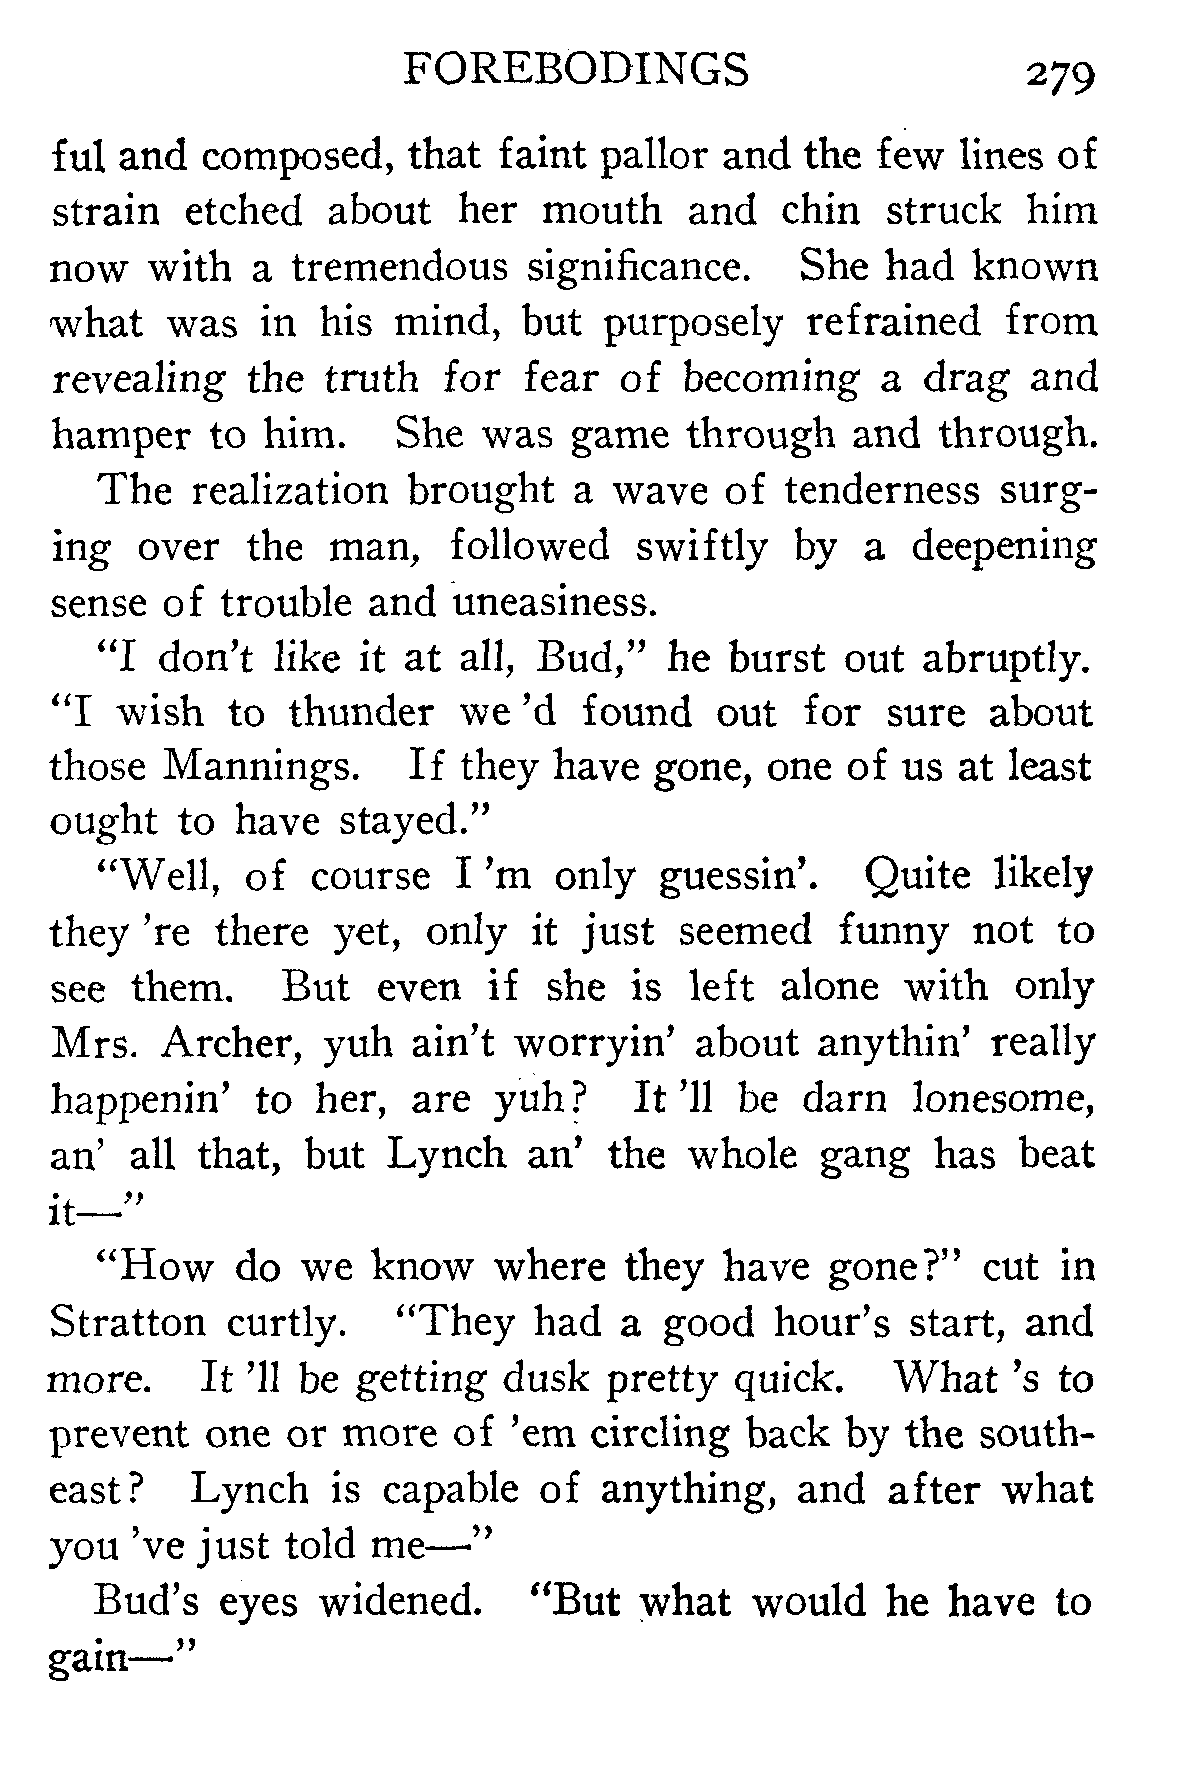 FOREBODINGS 279
ful and composed, that faint pallor and the few lines of
strain etched about her mouth and chin struck him
now with a tremendous significance. She had known
what was in his mind, but purposely refrained from
revealing the truth for fear of becoming a drag and
hamper to him. She was game through and through.
The realization brought a wave of tenderness surg-
ing over the man, followed swiftly by a deepening
sense of trouble and uneasiness.
“I don't like it at all, Bud,” he burst out abruptly.
“I wish to thunder we 'd found out for sure about
those Mannings. If they have gone, one of us at least
ought to have stayed.”
“Well, of course I 'm only guessin'. Quite likely
they 're there yet, only it just seemed funny not to
see them. But even if she is left alone with only
Mrs. Archer, yuh ain't worryin' about anythin' really
happenin' to her, are yuh? It 'll be darn lonesome,
an' all that, but Lynch an' the whole gang has beat
it—”
“How do we know where they have gone?” cut in
Stratton curtly. “They had a good hour's start, and
more. It 'll be getting dusk pretty quick. What 's to
prevent one or more of 'em circling back by the south-
east? Lynch is capable of anything, and after what
you 've just told me—”
Bud's eyes widened. “But what would he have to
gain—”